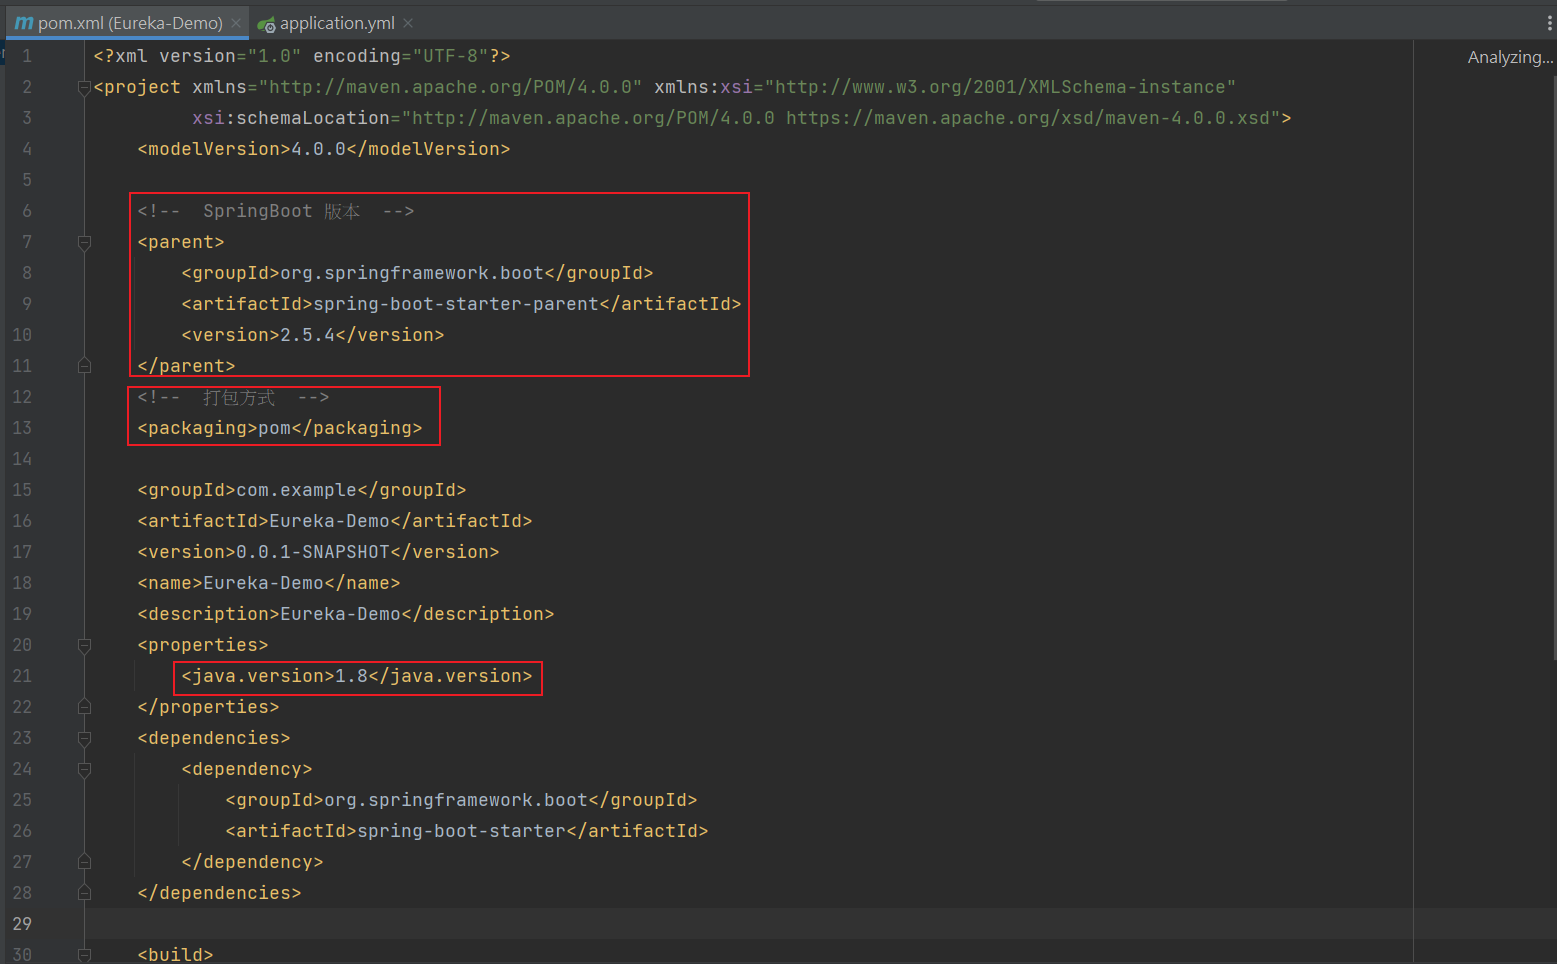 m pom.xml (Eureka-Demo) × application.yml ×
Analyzing...
1 <?xml version="1.0" encoding="UTF-8"?>
2 <project xmlns="http://maven.apache.org/POM/4.0.0" xmlns:xsi="http://www.w3.org/2001/XMLSchema-instance"
3 xsi:schemaLocation="http://maven.apache.org/POM/4.0.0 https://maven.apache.org/xsd/maven-4.0.0.xsd">
4 <modelVersion>4.0.0</modelVersion>
5
6 <!-- SpringBoot 版本 -->
7 <parent>
8 <groupId>org.springframework.boot</groupId>
9 <artifactId>spring-boot-starter-parent</artifactId>
10 <version>2.5.4</version>
11 </parent>
12 <!-- 打包方式 -->
13 <packaging>pom</packaging>
14
15 <groupId>com.example</groupId>
16 <artifactId>Eureka-Demo</artifactId>
17 <version>0.0.1-SNAPSHOT</version>
18 <name>Eureka-Demo</name>
19 <description>Eureka-Demo</description>
20 <properties>
21 <java.version>1.8</java.version>
22 </properties>
23 <dependencies>
24 <dependency>
25 <groupId>org.springframework.boot</groupId>
26 <artifactId>spring-boot-starter</artifactId>
27 </dependency>
28 </dependencies>
29
30 <build>